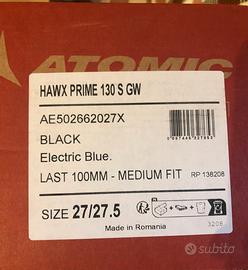 ATOMIC
HAWX PRIME 130 S GW
AE502662027X
BLACK
Electric Blue.
LAST 100MM - MEDIUM FIT
RP 138208
SIZE 27/27.5
3208
Made in Romania
subito